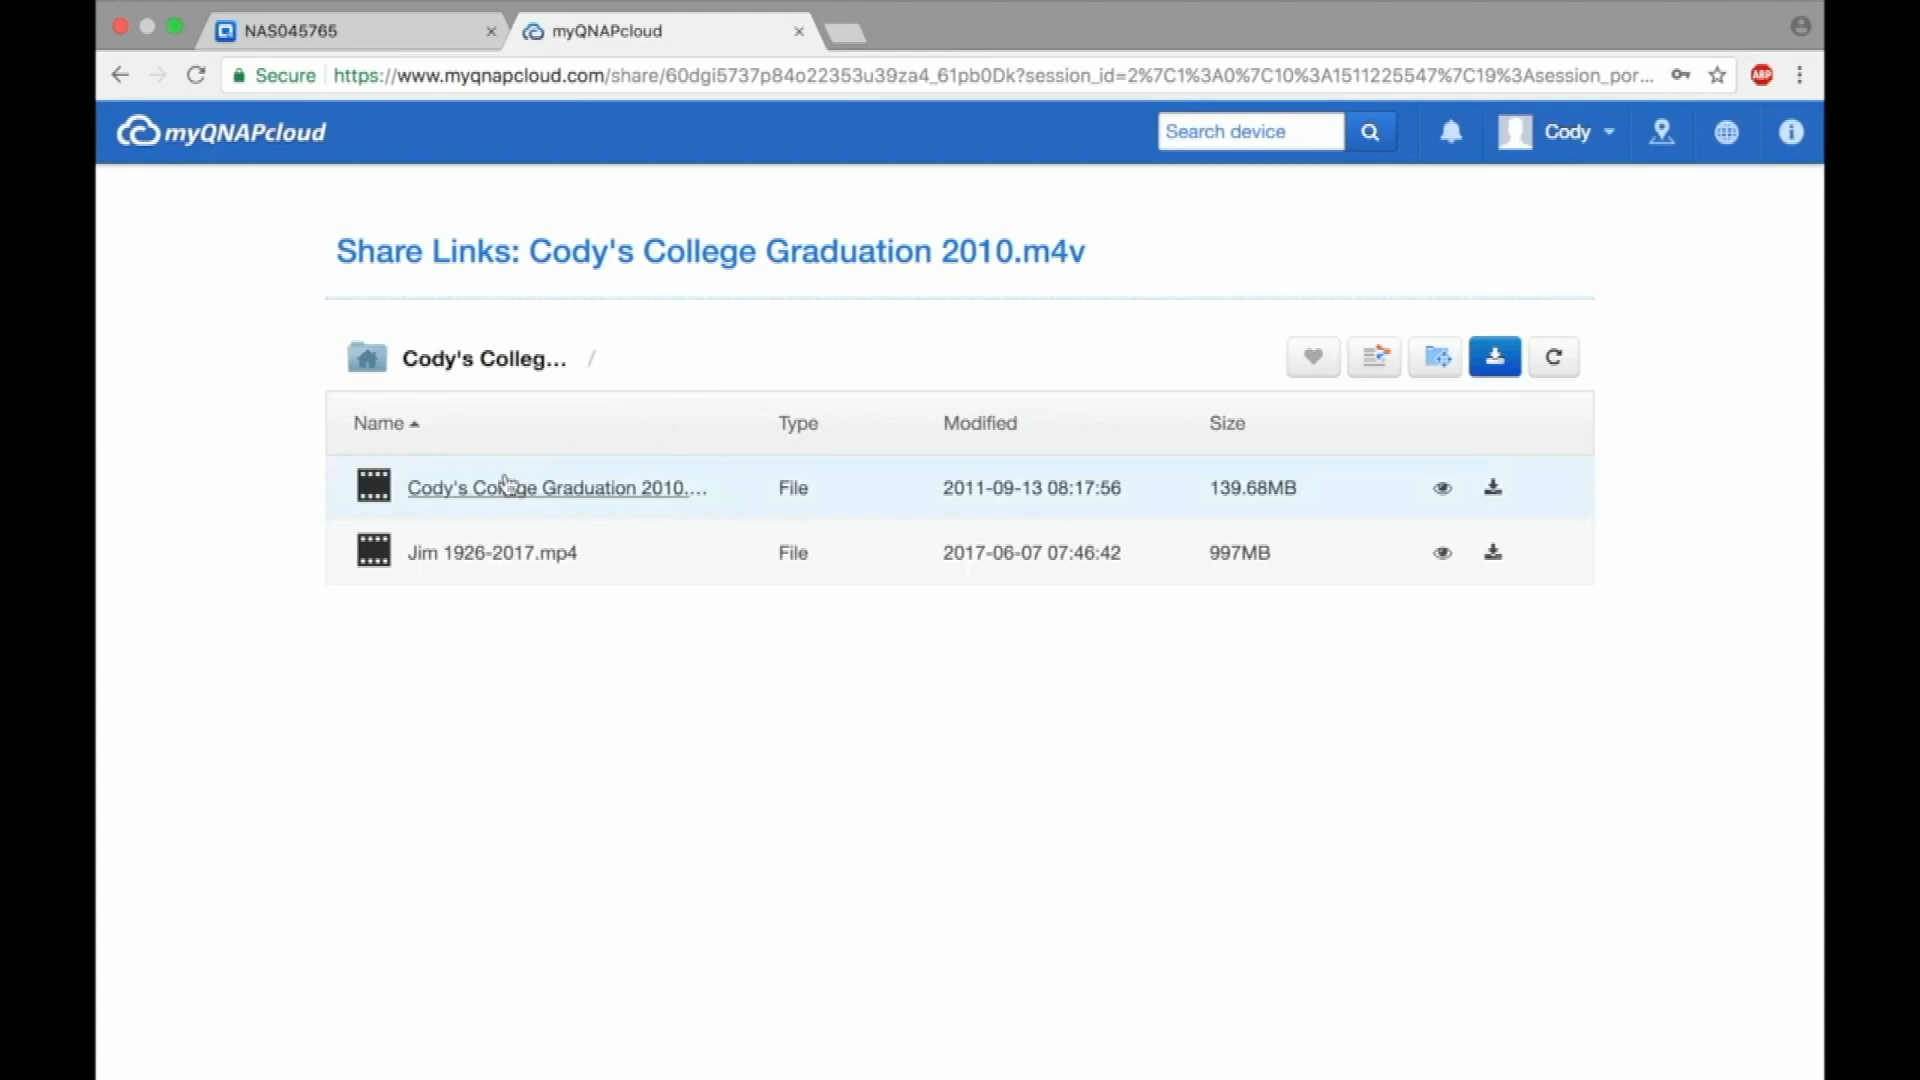 NAS045765
myQNAPcloud
Secure
https://www.myqnapcloud.com/share/60dgi5737p84o22353u39za4_61pb0Dk?session_id=2%7C1%3A0%7C10%3A1511225547%7C19%3Asession_por...
ABP
myQNAPcloud
Search device
Cody
Share Links: Cody's College Graduation 2010.m4v
Cody's Colleg... /
Name Type Modified Size
Cody's College Graduation 2010.... File 2011-09-13 08:17:56 139.68MB
Jim 1926-2017.mp4 File 2017-06-07 07:46:42 997MB